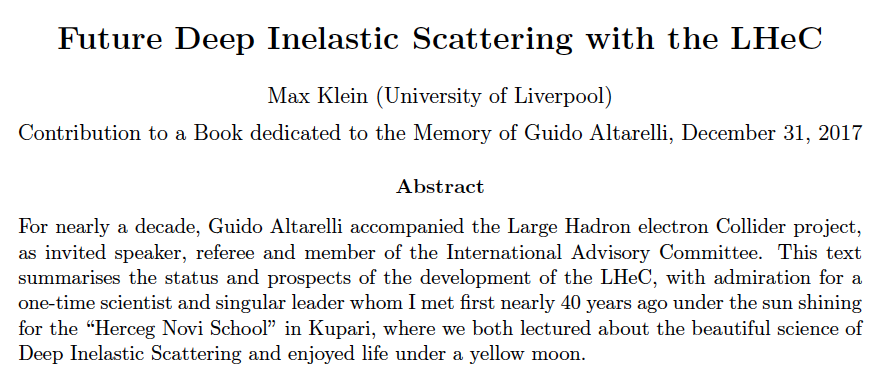 Future Deep Inelastic Scattering with the LHeC
Max Klein (University of Liverpool)
Contribution to a Book dedicated to the Memory of Guido Altarelli, December 31, 2017
Abstract
For nearly a decade, Guido Altarelli accompanied the Large Hadron electron Collider project,
as invited speaker, referee and member of the International Advisory Committee. This text
summarises the status and prospects of the development of the LHeC, with admiration for a
one-time scientist and singular leader whom I met first nearly 40 years ago under the sun shining
for the “Herceg Novi School” in Kupari, where we both lectured about the beautiful science of
Deep Inelastic Scattering and enjoyed life under a yellow moon.